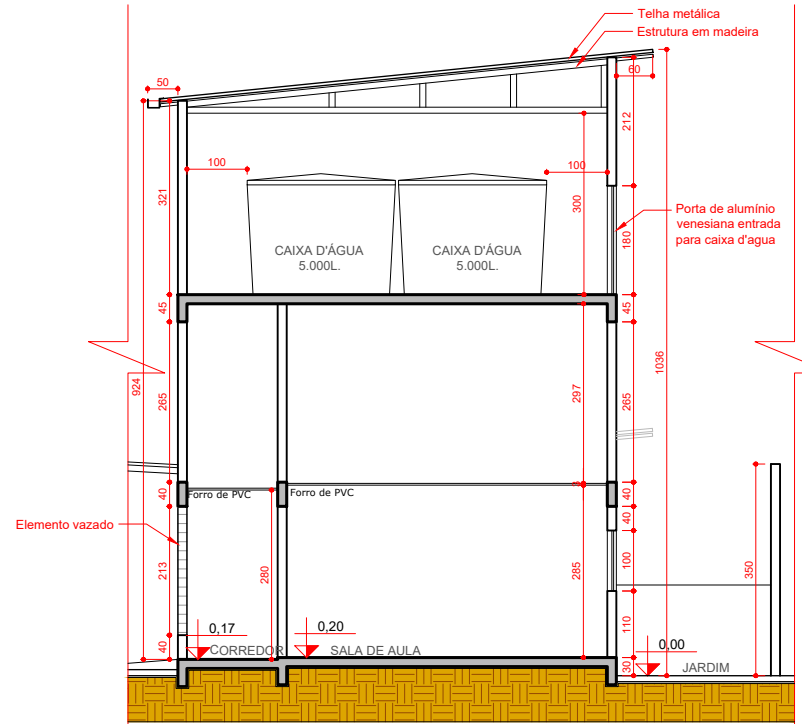 Telha metálica
Estrutura em madeira
50
60
212
100
100
321
300
Porta de alumínio
venesiana entrada
para caixa d'agua
180
CAIXA D'ÁGUA
5.000L.
CAIXA D'ÁGUA
5.000L.
45
45
1036
924
265
297
265
40
Forro de PVC
Forro de PVC
3
40
Elemento vazado
40
213
280
285
100
350
110
0,17
0,20
0,00
40
CORREDOR
SALA DE AULA
30
JARDIM